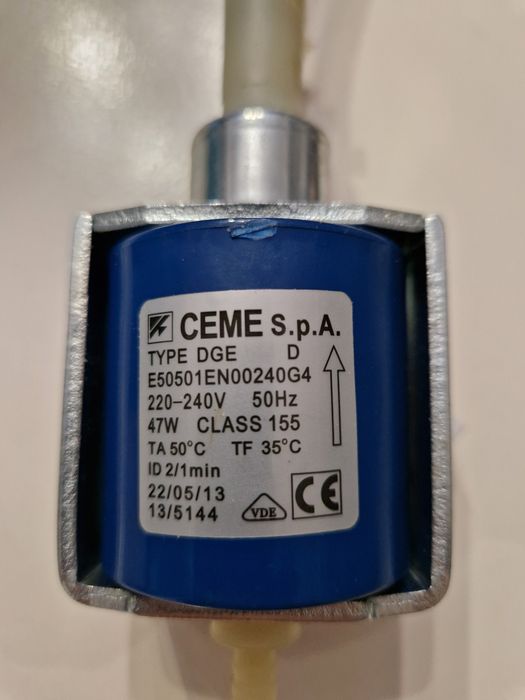 CEME S.p.A.
TYPE DGE D
E50501EN00240G4
220-240V 50Hz
47W CLASS 155
TA 50°C TF 35°C
ID 2/1min
22/05/13
13/5144
VDE
CE